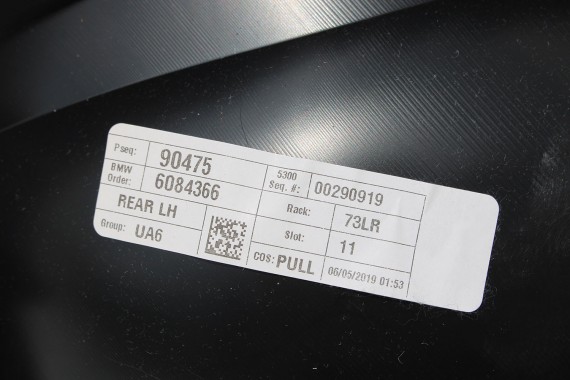 Pseq: 90475 5300 Seq. #: 00290919
BMW Order: 6084366 Rack: 73LR
REAR LH Slot: 11
Group: UA6 COS: PULL 06/05/2019 01:53